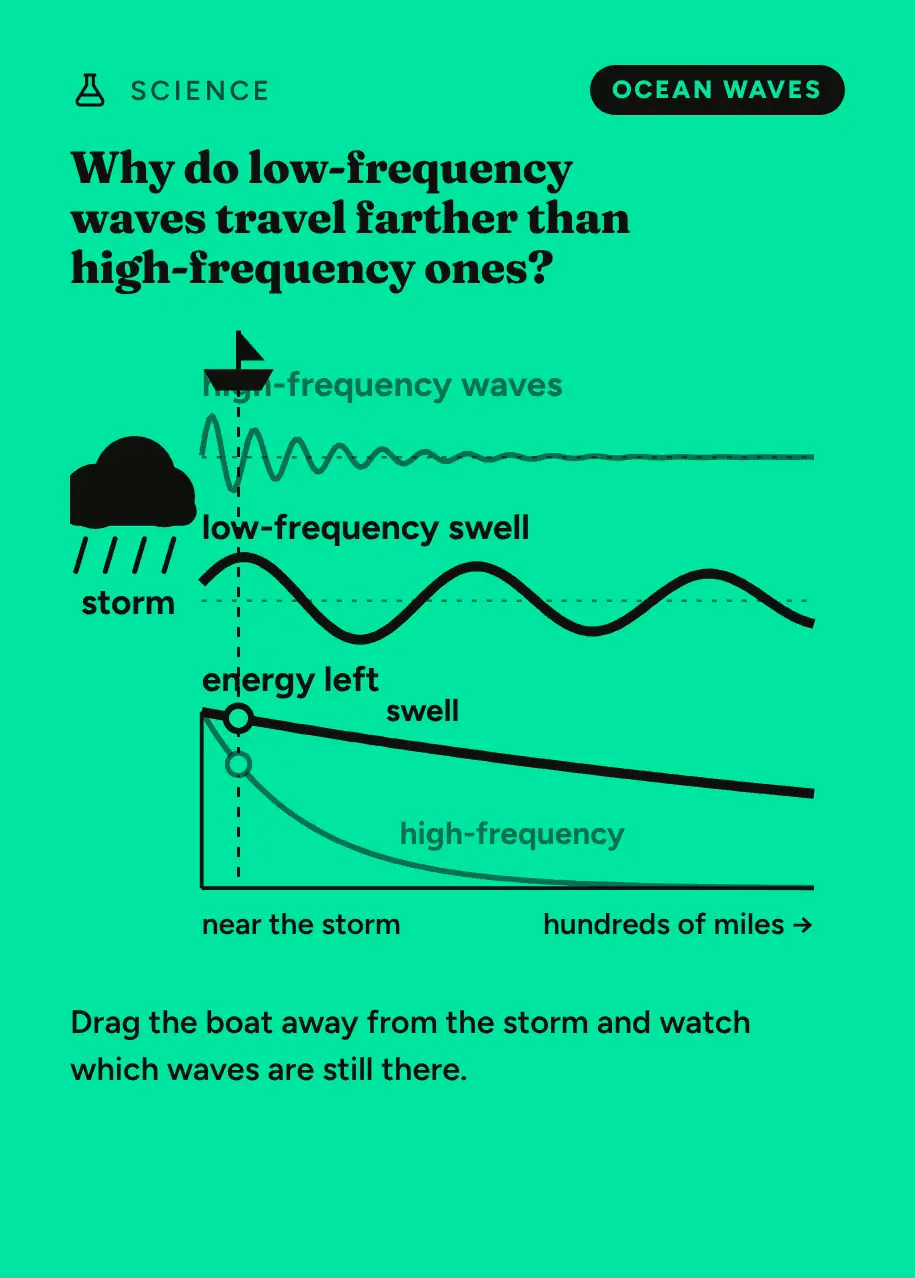 SCIENCE
OCEAN WAVES
Why do low-frequency
waves travel farther than
high-frequency ones?
high-frequency waves
low-frequency swell
storm
energy left
swell
high-frequency
near the storm
hundreds of miles →
Drag the boat away from the storm and watch
which waves are still there.